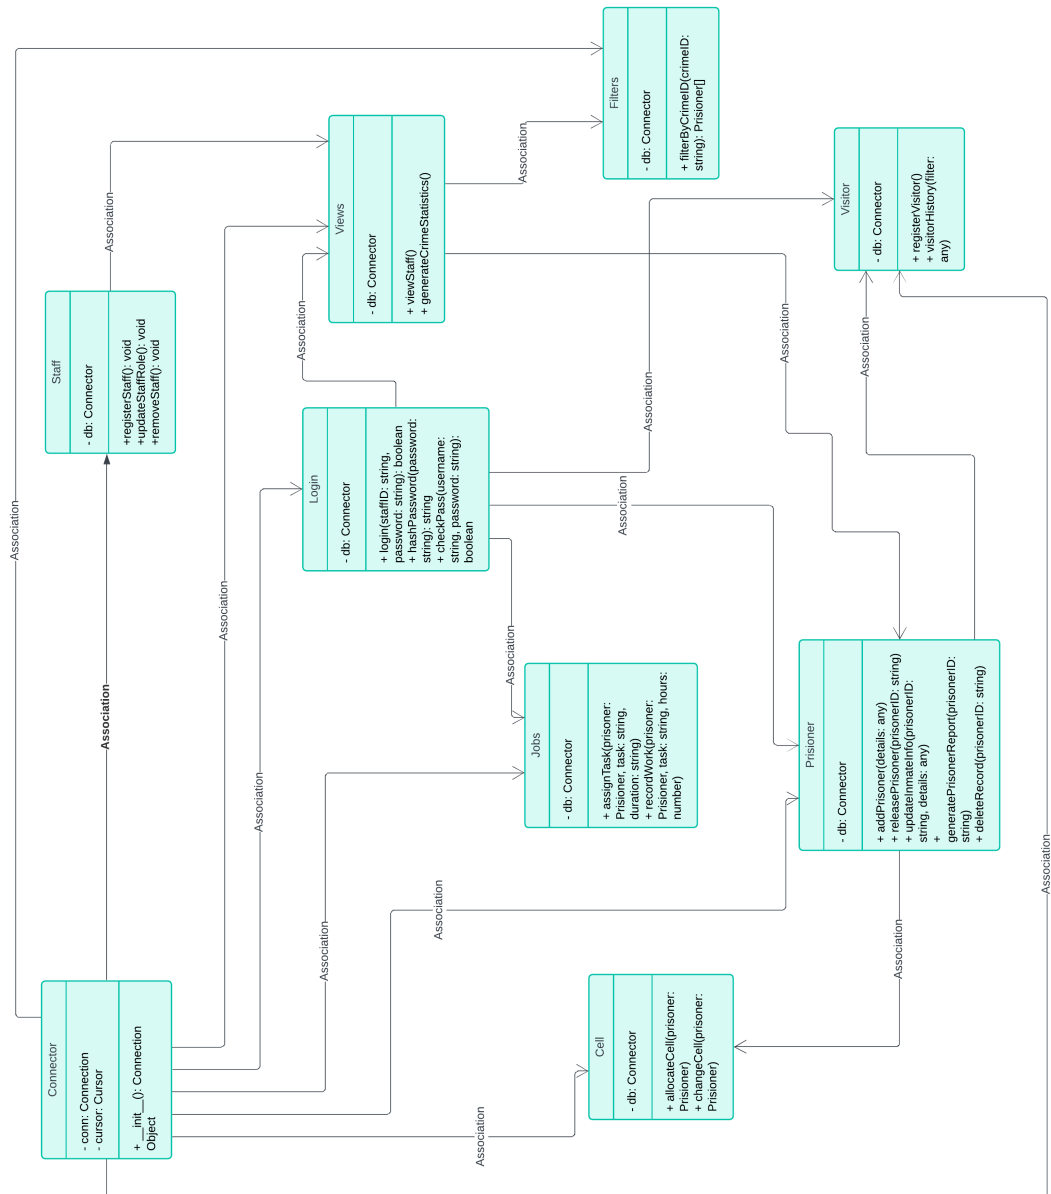 Association
Connector
- conn: Connection
- cursor: Cursor
+ __init__(): Connection
Object
Staff
- db: Connector
+registerStaff(): void
+updateStaffRole(): void
+removeStaff(): void
Association
Association
Association
Association
Association
Login
- db: Connector
+ login(staffID: string,
password: string): boolean
+ hashPassword(password:
string): string
+ checkPass(username:
string, password: string):
boolean
Association
Views
- db: Connector
+ viewStaff()
+ generateCrimeStatistics()
Association
Association
Association
Association
Jobs
- db: Connector
+ assignTask(prisoner:
Prisioner, task: string,
duration: string)
+ recordWork(prisoner:
Prisioner, task: string, hours:
number)
Cell
- db: Connector
+ allocateCell(prisoner:
Prisioner)
+ changeCell(prisoner:
Prisioner)
Filters
- db: Connector
+ filterByCrimeID(crimeID:
string): Prisioner[]
Association
Association
Association
Prisioner
- db: Connector
+ addPrisoner(details: any)
+ releasePrisoner(prisonerID: string)
+ updateInmateInfo(prisonerID:
string, details: any)
+
generatePrisonerReport(prisonerID:
string)
+ deleteRecord(prisonerID: string)
Visitor
- db: Connector
+ registerVisitor()
+ visitorHistory(filter:
any)
Association
Association
Association